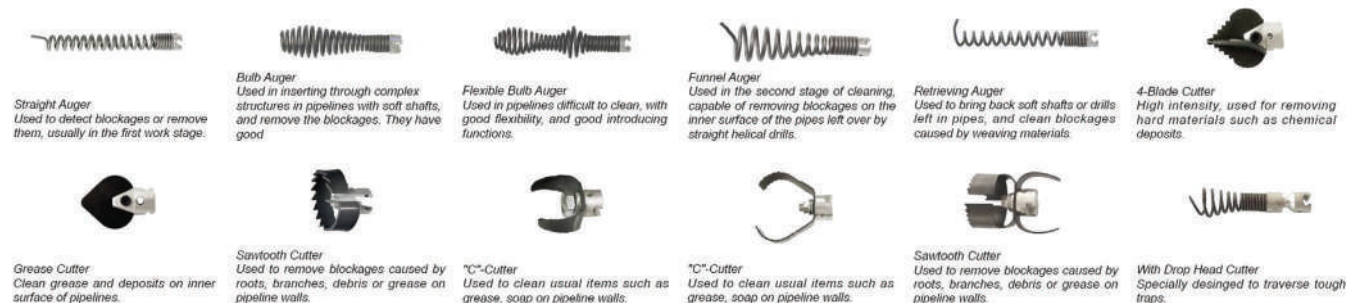 Straight Auger
Used to detect blockages or remove
them, usually in the first work stage.
Bulb Auger
Used in inserting through complex
structures in pipelines with soft shafts,
and remove the blockages. They have
good
Flexible Bulb Auger
Used in pipelines difficult to clean, with
good flexibility, and good introducing
functions.
Funnel Auger
Used in the second stage of cleaning,
capable of removing blockages on the
inner surface of the pipes left over by
straight helical drills.
Retrieving Auger
Used to bring back soft shafts or drills
left in pipes, and clean blockages
caused by weaving materials.
4-Blade Cutter
High intensity, used for removing
hard materials such as chemical
deposits.
Grease Cutter
Clean grease and deposits on inner
surface of pipelines.
Sawtooth Cutter
Used to remove blockages caused by
roots, branches, debris or grease on
pipeline walls.
"C"-Cutter
Used to clean usual items such as
grease, soap on pipeline walls.
"C"-Cutter
Used to clean usual items such as
grease, soap on pipeline walls.
Sawtooth Cutter
Used to remove blockages caused by
roots, branches, debris or grease on
pipeline walls.
With Drop Head Cutter
Specially desinged to traverse tough
traps.